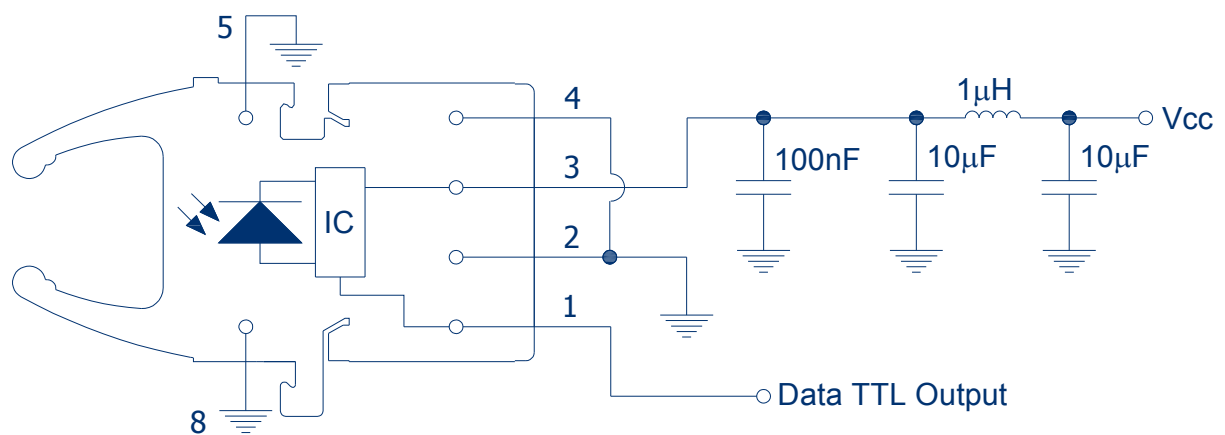 5
4
1μH
Vcc
100nF
10μF
10μF
3
IC
2
1
Data TTL Output
8